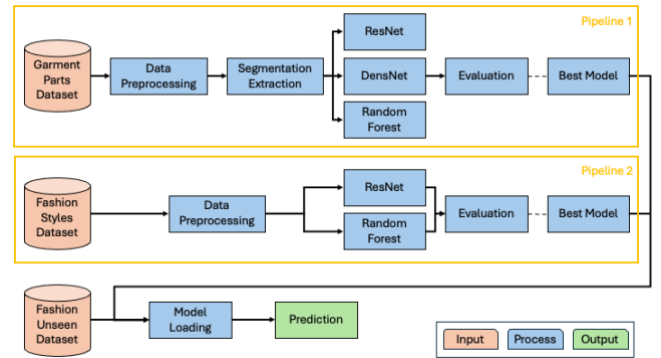 Pipeline 1
Garment
Parts
Dataset
Data
Preprocessing
Segmentation
Extraction
ResNet
DensNet
Random
Forest
Evaluation
Best Model
Pipeline 2
Fashion
Styles
Dataset
Data
Preprocessing
ResNet
Random
Forest
Evaluation
Best Model
Fashion
Unseen
Dataset
Model
Loading
Prediction
Input
Process
Output